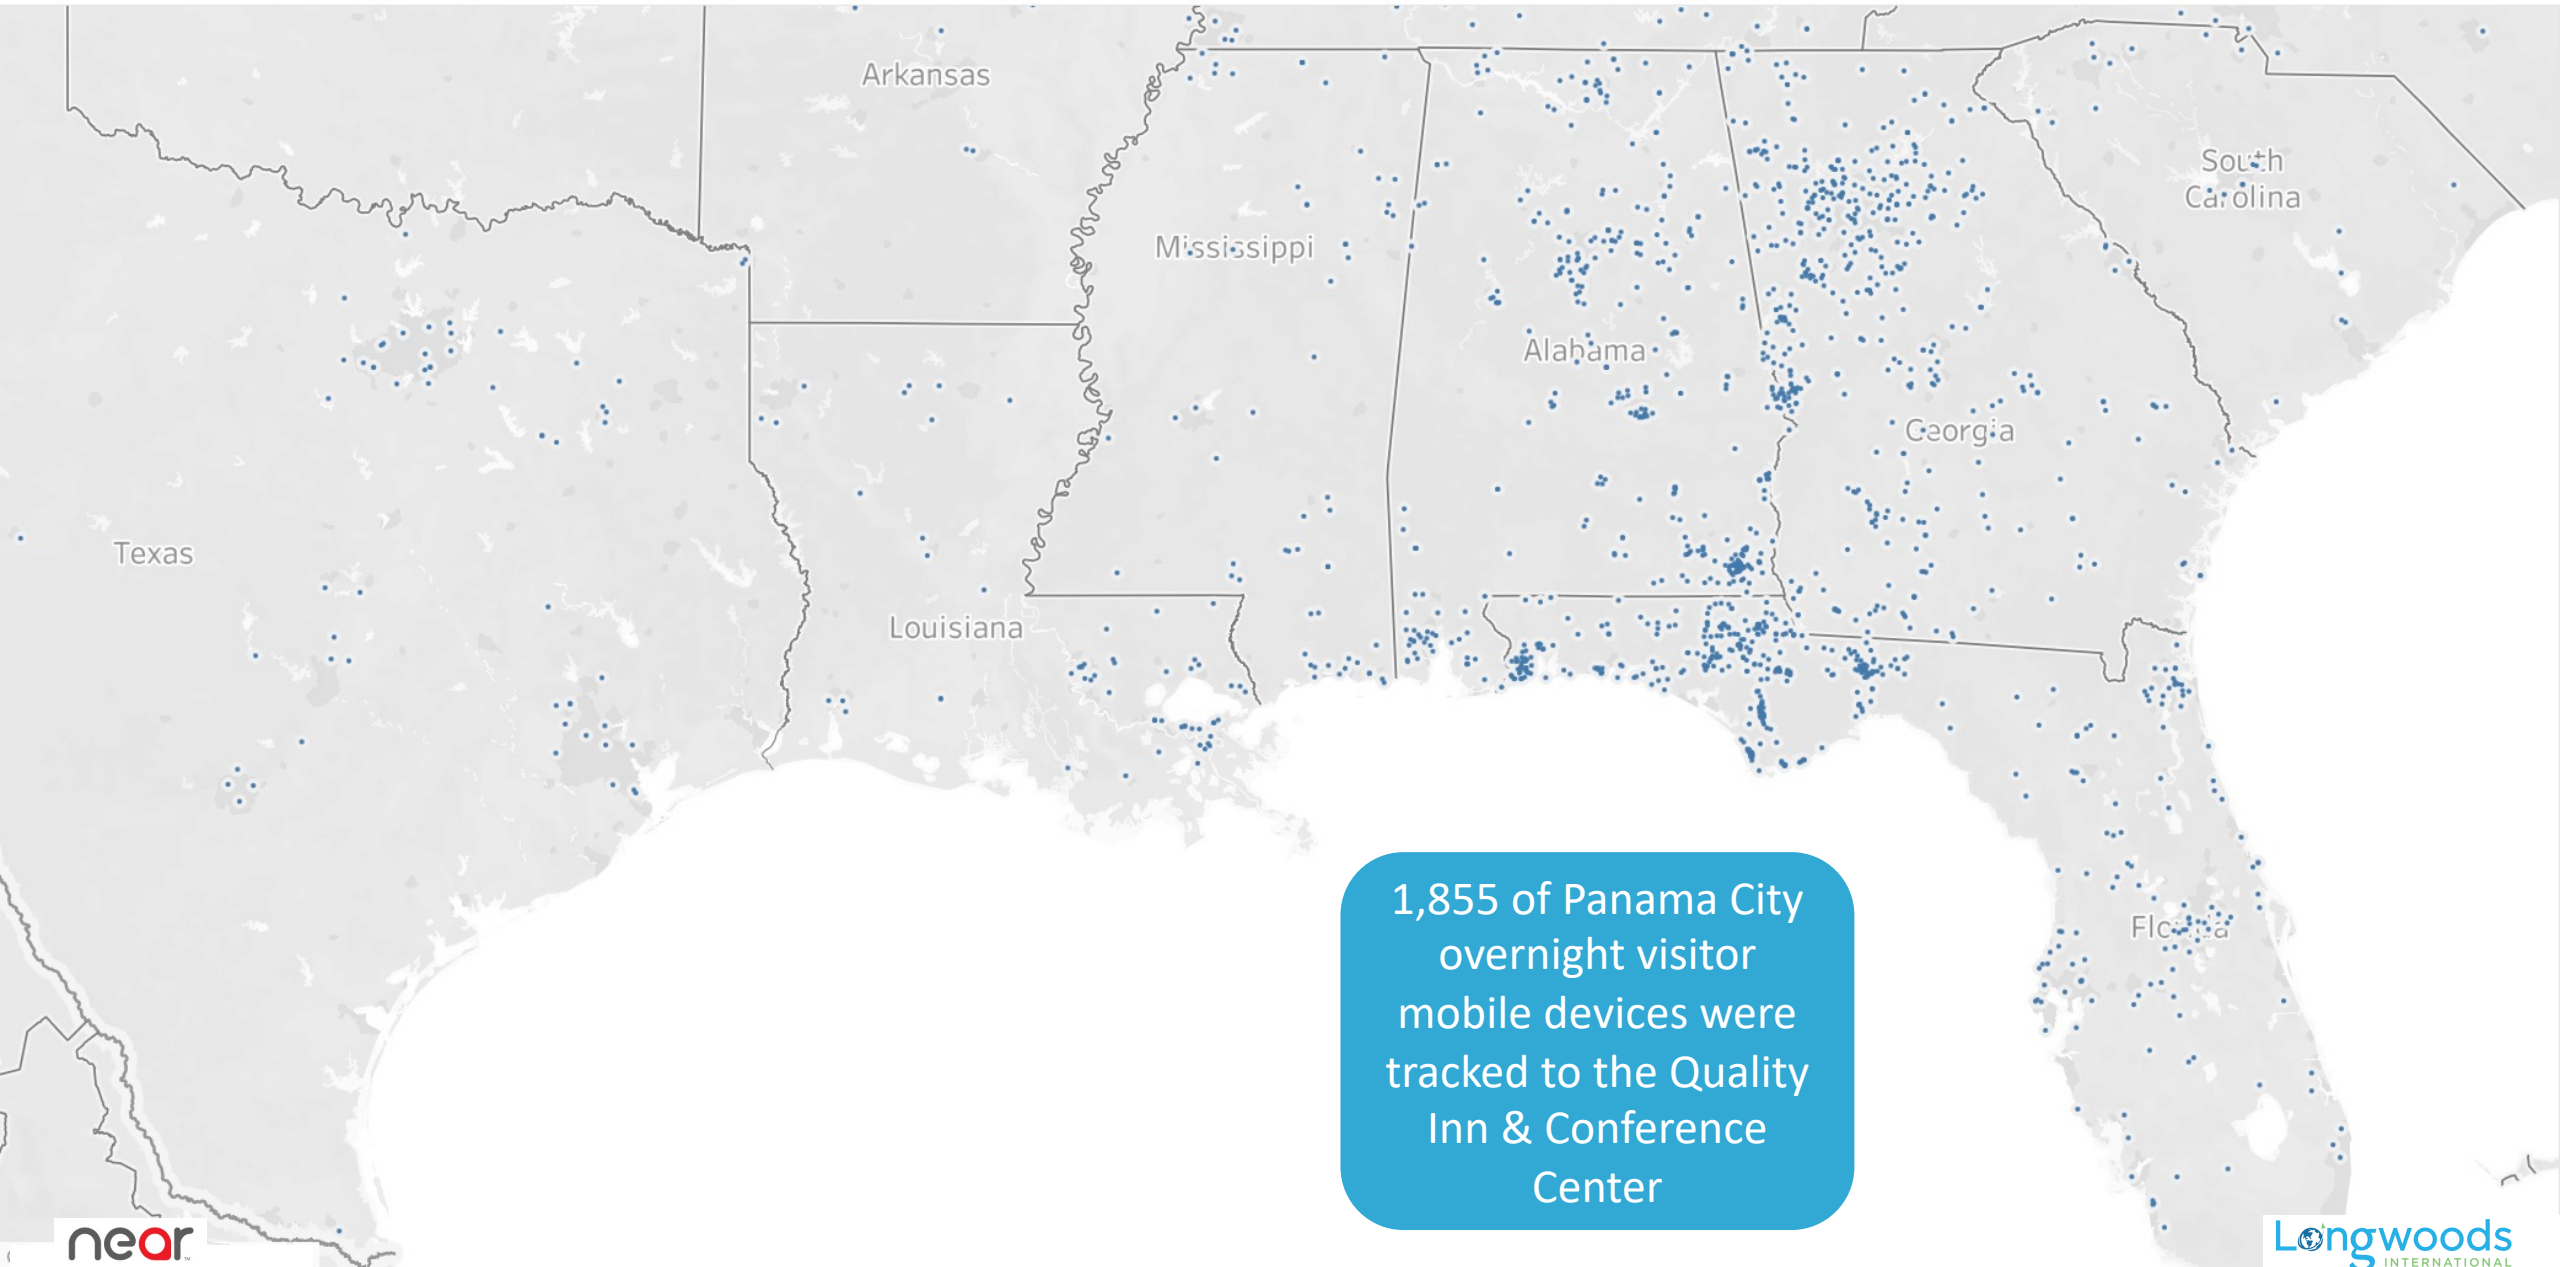 Arkansas
South
Carolina
Mississippi
Alabama
Georgia
Texas
Louisiana
Florida
1,855 of Panama City
overnight visitor
mobile devices were
tracked to the Quality
Inn & Conference
Center
near
Longwoods
INTERNATIONAL